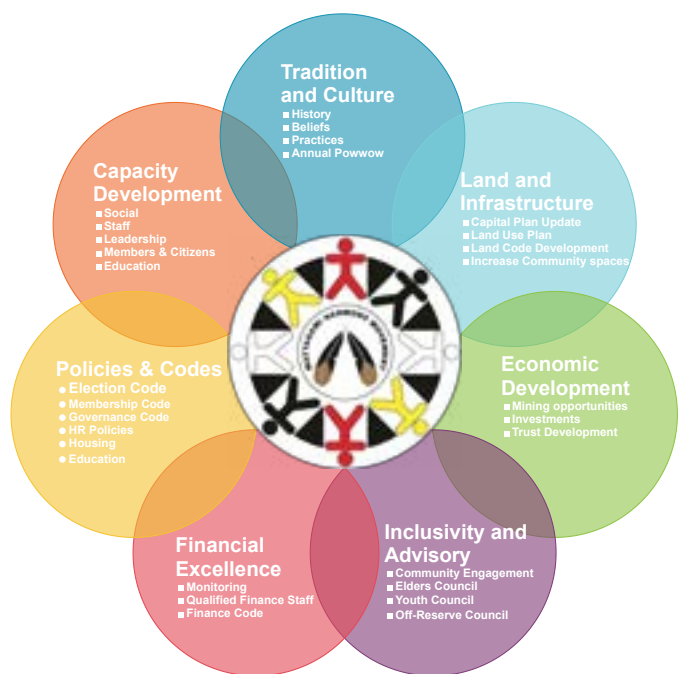 Tradition
and Culture
History
Beliefs
Practices
Annual Powwow
Land and
Infrastructure
Capital Plan Update
Land Use Plan
Land Code Development
Increase Community spaces
Economic
Development
Mining opportunities
Investments
Trust Development
Inclusivity and
Advisory
Community Engagement
Elders Council
Youth Council
Off-Reserve Council
Financial
Excellence
Monitoring
Qualified Finance Staff
Finance Code
Policies & Codes
Election Code
Membership Code
Governance Code
HR Policies
Housing
Education
Capacity
Development
Social
Staff
Leadership
Members & Citizens
Education